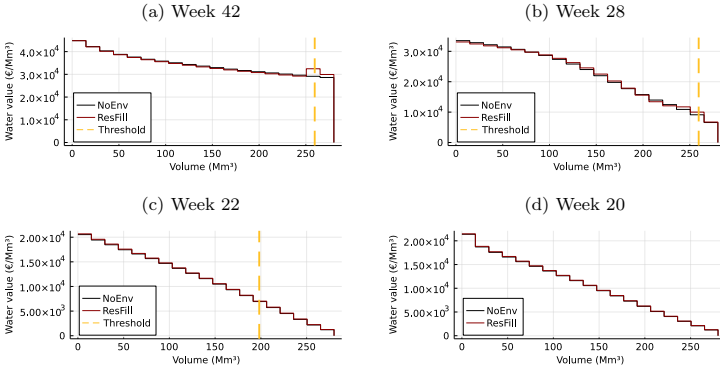 (a) Week 42
Water value (€/Mm³)
4.0×10⁴
3.0×10⁴
2.0×10⁴
1.0×10⁴
0
NoEnv
ResFill
Threshold
0 50 100 150 200 250
Volume (Mm³)
(b) Week 28
Water value (€/Mm³)
3.0×10⁴
2.0×10⁴
1.0×10⁴
0
NoEnv
ResFill
Threshold
0 50 100 150 200 250
Volume (Mm³)
(c) Week 22
Water value (€/Mm³)
2.00×10⁴
1.50×10⁴
1.00×10⁴
5.00×10³
0
NoEnv
ResFill
Threshold
0 50 100 150 200 250
Volume (Mm³)
(d) Week 20
Water value (€/Mm³)
2.00×10⁴
1.50×10⁴
1.00×10⁴
5.00×10³
0
NoEnv
ResFill
0 50 100 150 200 250
Volume (Mm³)